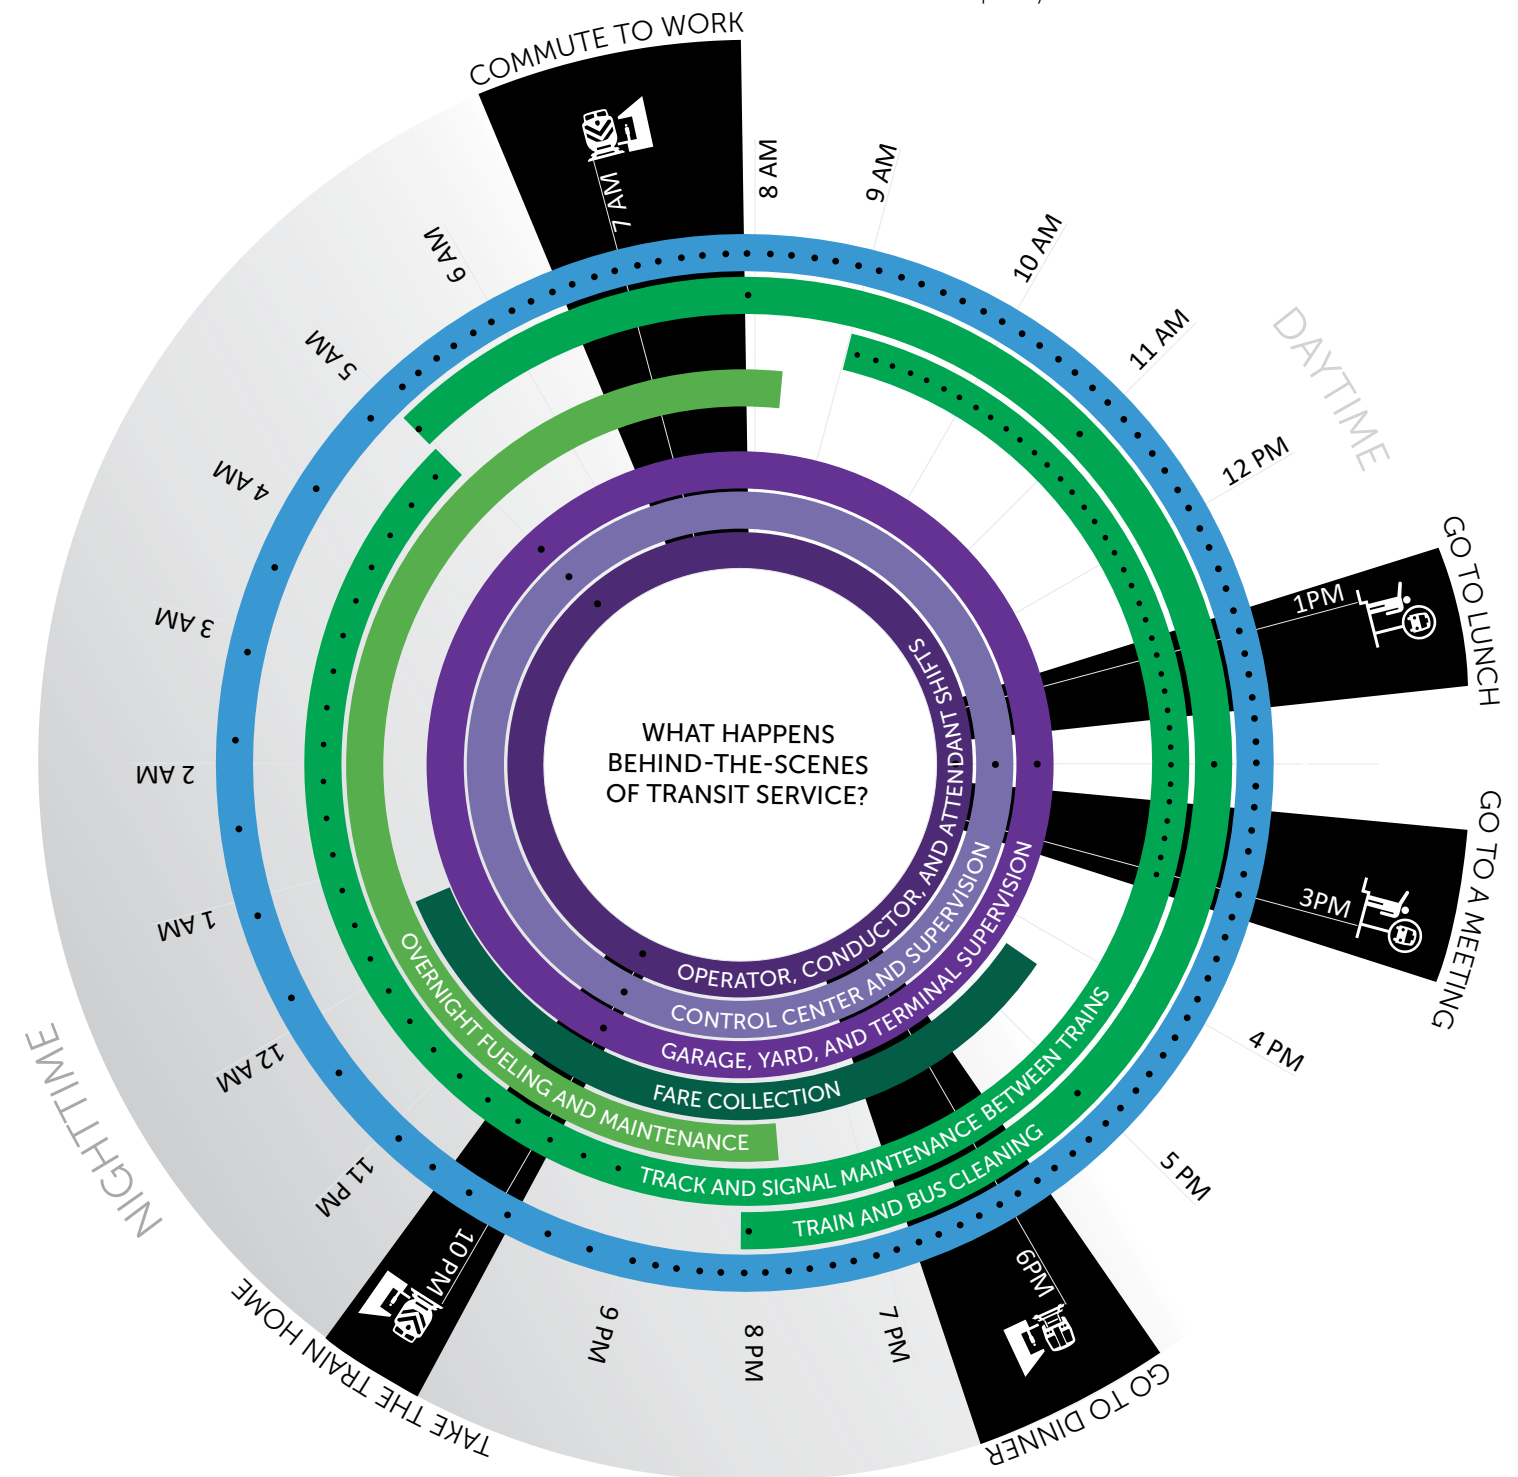 COMMUTE TO WORK
7 AM
8 AM
9 AM
10 AM
11 AM
DAYTIME
12 PM
GO TO LUNCH
1PM
GO TO A MEETING
3PM
4 PM
5 PM
GO TO DINNER
6PM
7 PM
8 PM
9 PM
TAKE THE TRAIN HOME
10 PM
11 PM
NIGHTTIME
12 AM
1 AM
2 AM
3 AM
4 AM
5 AM
6 AM
WHAT HAPPENS
BEHIND-THE-SCENES
OF TRANSIT SERVICE?
OPERATOR, CONDUCTOR, AND ATTENDANT SHIFTS
CONTROL CENTER AND SUPERVISION
GARAGE, YARD, AND TERMINAL SUPERVISION
FARE COLLECTION
OVERNIGHT FUELING AND MAINTENANCE
TRACK AND SIGNAL MAINTENANCE BETWEEN TRAINS
TRAIN AND BUS CLEANING